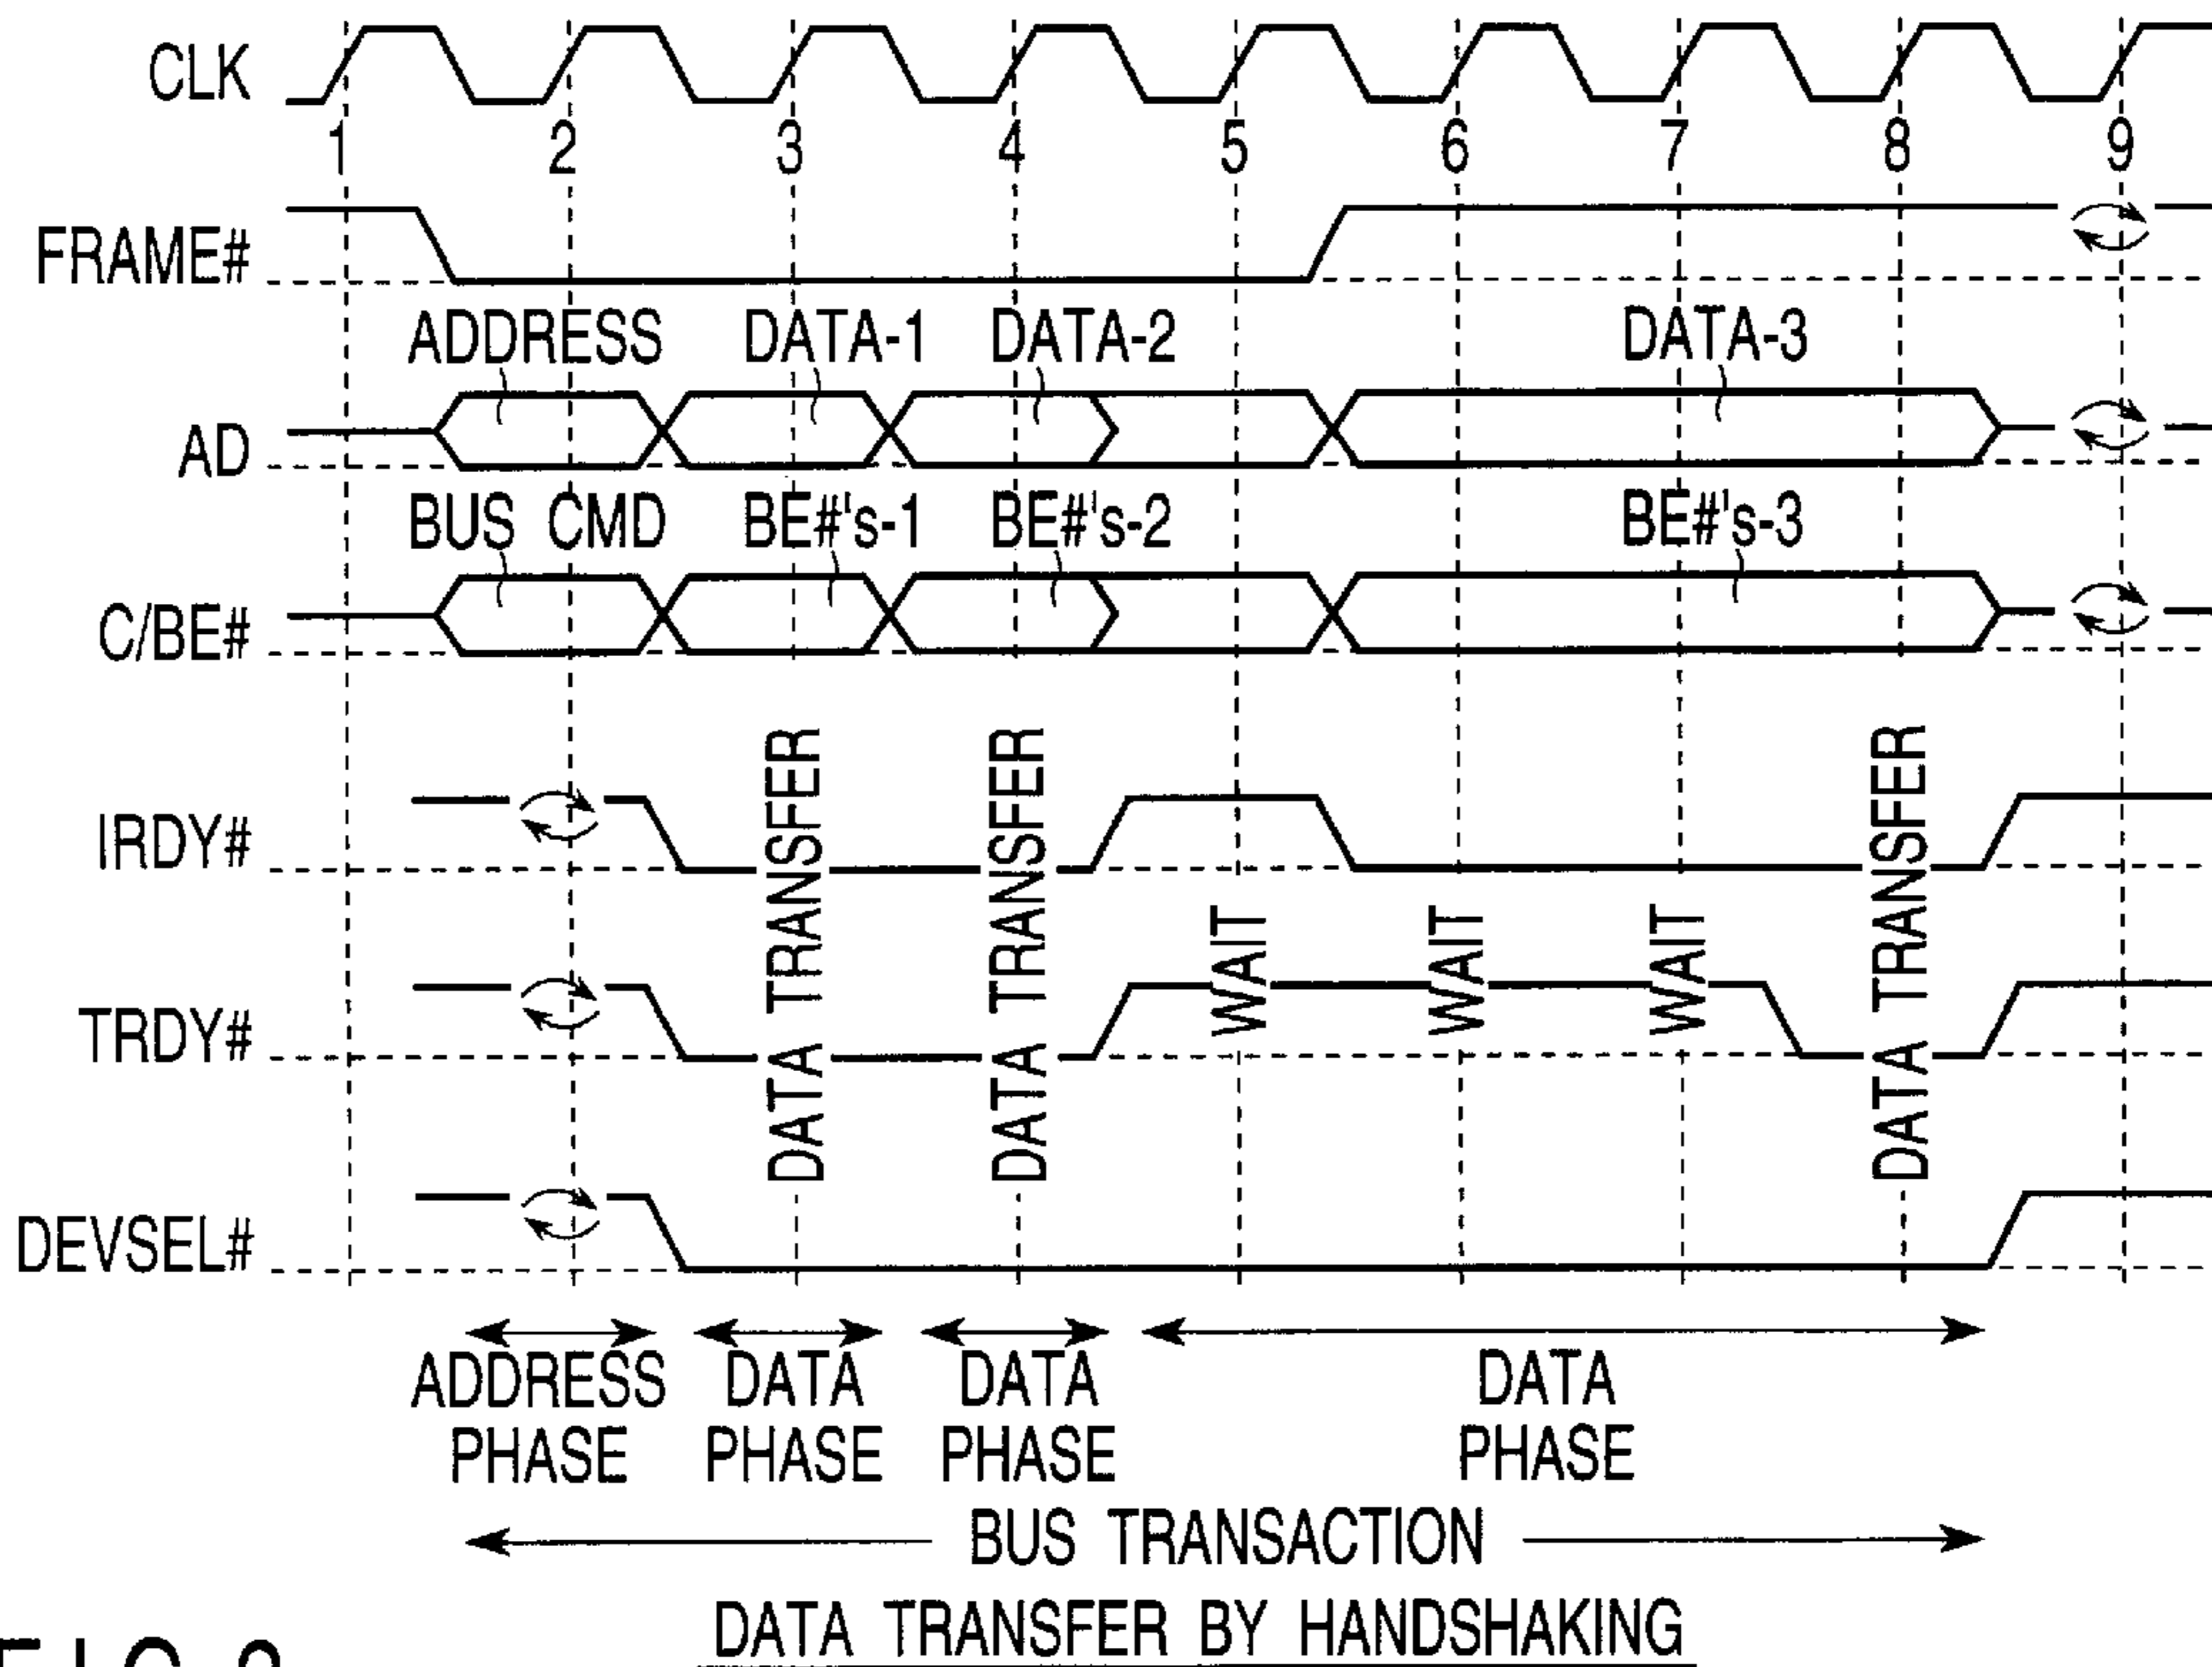 CLK
1 2 3 4 5 6 7 8 9
FRAME#
ADDRESS DATA-1 DATA-2 DATA-3
AD
BUS CMD BE#'s-1 BE#'s-2 BE#'s-3
C/BE#
IRDY#
TRDY#
DATA TRANSFER
DATA TRANSFER
WAIT
WAIT
WAIT
DATA TRANSFER
DEVSEL#
ADDRESS PHASE
DATA PHASE
DATA PHASE
DATA PHASE
BUS TRANSACTION
DATA TRANSFER BY HANDSHAKING